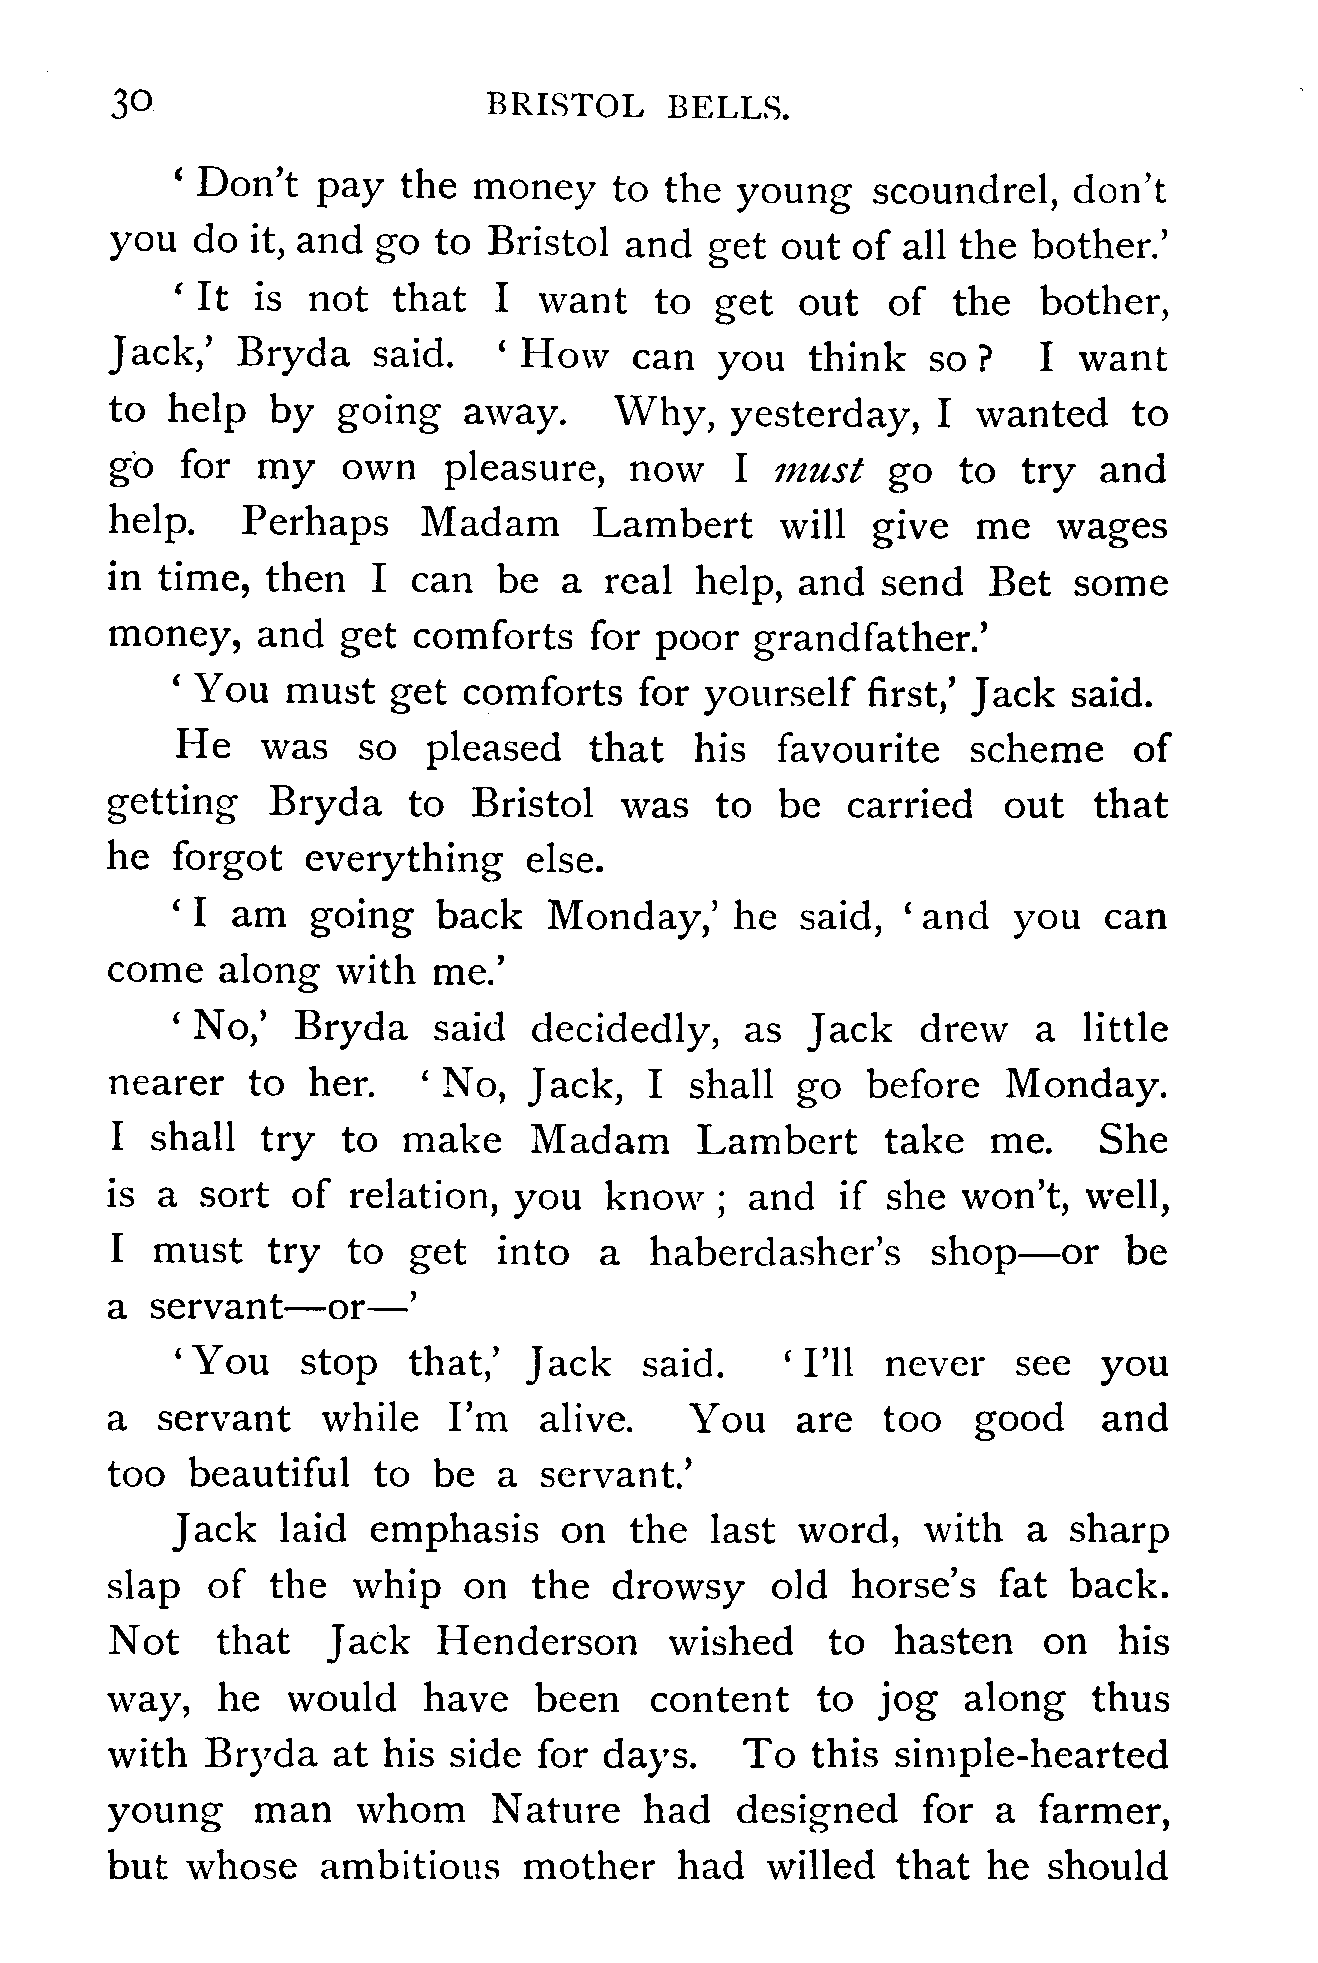 30 BRISTOL BELLS.
‘ Don’t pay the money to the young scoundrel, don’t
you do it, and go to Bristol and get out of all the bother.’
‘ It is not that I want to get out of the bother,
Jack,’ Bryda said. ‘ How can you think so ? I want
to help by going away. Why, yesterday, I wanted to
go for my own pleasure, now I must go to try and
help. Perhaps Madam Lambert will give me wages
in time, then I can be a real help, and send Bet some
money, and get comforts for poor grandfather.’
‘ You must get comforts for yourself first,’ Jack said.
He was so pleased that his favourite scheme of
getting Bryda to Bristol was to be carried out that
he forgot everything else.
‘ I am going back Monday,’ he said, ‘ and you can
come along with me.’
‘ No,’ Bryda said decidedly, as Jack drew a little
nearer to her. ‘ No, Jack, I shall go before Monday.
I shall try to make Madam Lambert take me. She
is a sort of relation, you know ; and if she won’t, well,
I must try to get into a haberdasher’s shop—or be
a servant—or—’
‘ You stop that,’ Jack said. ‘ I’ll never see you
a servant while I’m alive. You are too good and
too beautiful to be a servant.’
Jack laid emphasis on the last word, with a sharp
slap of the whip on the drowsy old horse’s fat back.
Not that Jack Henderson wished to hasten on his
way, he would have been content to jog along thus
with Bryda at his side for days. To this simple-hearted
young man whom Nature had designed for a farmer,
but whose ambitious mother had willed that he should